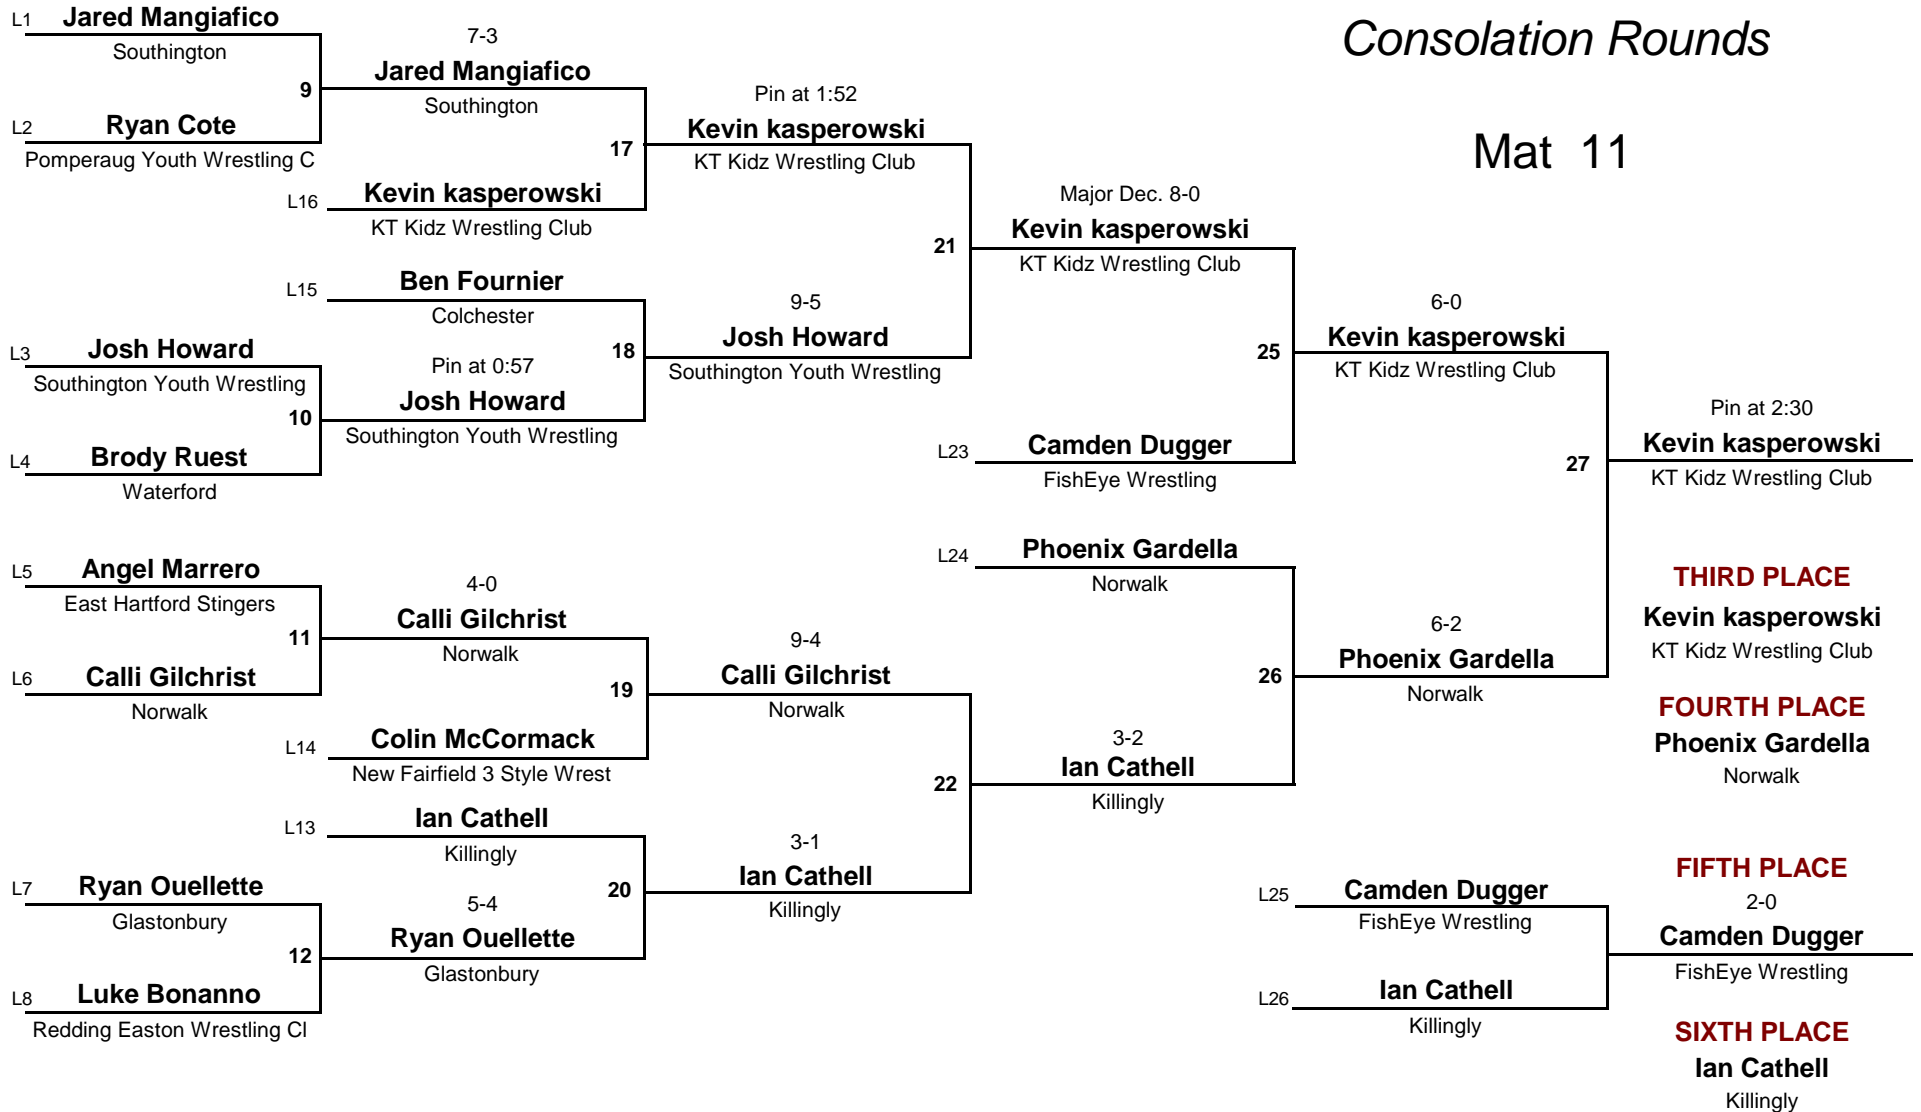 Consolation Rounds
Mat 11
L1 Jared Mangiafico
Southington
9
L2 Ryan Cote
Pomperaug Youth Wrestling C
7-3
Jared Mangiafico
Southington
17
L16 Kevin kasperowski
KT Kidz Wrestling Club
L15 Ben Fournier
Colchester
18
L3 Josh Howard
Southington Youth Wrestling
10
L4 Brody Ruest
Waterford
Pin at 0:57
Josh Howard
Southington Youth Wrestling
Pin at 1:52
Kevin kasperowski
KT Kidz Wrestling Club
21
9-5
Josh Howard
Southington Youth Wrestling
Major Dec. 8-0
Kevin kasperowski
KT Kidz Wrestling Club
25
L23 Camden Dugger
FishEye Wrestling
6-0
Kevin kasperowski
KT Kidz Wrestling Club
27
Pin at 2:30
Kevin kasperowski
KT Kidz Wrestling Club
L5 Angel Marrero
East Hartford Stingers
11
L6 Calli Gilchrist
Norwalk
4-0
Calli Gilchrist
Norwalk
19
L14 Colin McCormack
New Fairfield 3 Style Wrest
L13 Ian Cathell
Killingly
20
L7 Ryan Ouellette
Glastonbury
12
L8 Luke Bonanno
Redding Easton Wrestling Cl
5-4
Ryan Ouellette
Glastonbury
9-4
Calli Gilchrist
Norwalk
22
3-1
Ian Cathell
Killingly
L24 Phoenix Gardella
Norwalk
26
3-2
Ian Cathell
Killingly
6-2
Phoenix Gardella
Norwalk
THIRD PLACE
Kevin kasperowski
KT Kidz Wrestling Club
FOURTH PLACE
Phoenix Gardella
Norwalk
L25 Camden Dugger
FishEye Wrestling
L26 Ian Cathell
Killingly
FIFTH PLACE
2-0
Camden Dugger
FishEye Wrestling
SIXTH PLACE
Ian Cathell
Killingly